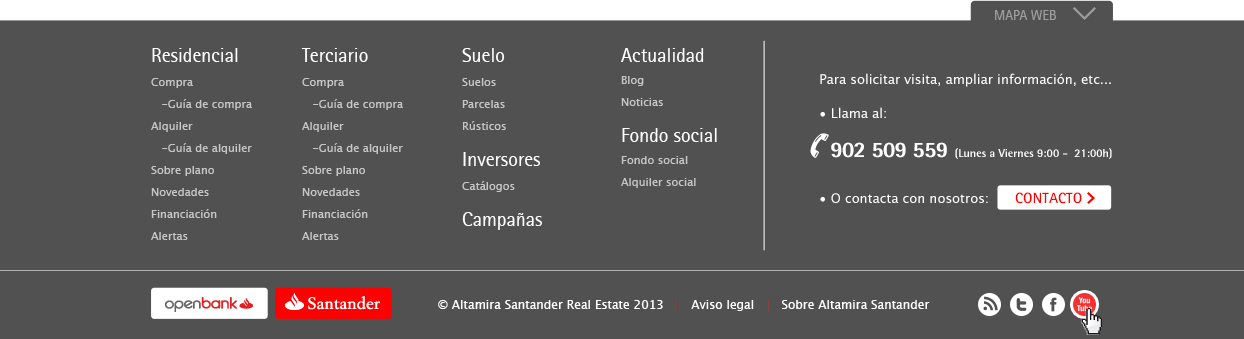 MAPA WEB
Residencial
Compra
-Guía de compra
Alquiler
-Guía de alquiler
Sobre plano
Novedades
Financiación
Alertas
Terciario
Compra
-Guía de compra
Alquiler
-Guía de alquiler
Sobre plano
Novedades
Financiación
Alertas
Suelo
Suelos
Parcelas
Rústicos
Inversores
Catálogos
Campañas
Actualidad
Blog
Noticias
Fondo social
Fondo social
Alquiler social
Para solicitar visita, ampliar información, etc...
• Llama al:
902 509 559 (Lunes a Viernes 9:00 - 21:00h)
• O contacta con nosotros: CONTACTO
openbank Santander © Altamira Santander Real Estate 2013 | Aviso legal | Sobre Altamira Santander
You
Tube